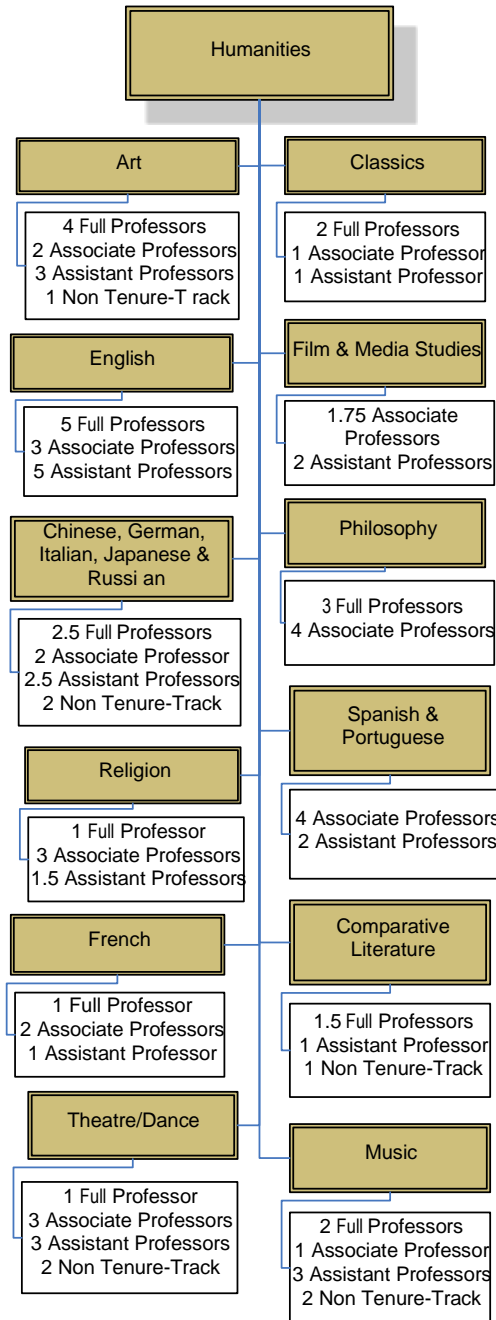 Humanities
Art
4 Full Professors
2 Associate Professors
3 Assistant Professors
1 Non Tenure-T rack
Classics
2 Full Professors
1 Associate Professor
1 Assistant Professor
English
5 Full Professors
3 Associate Professors
5 Assistant Professors
Film & Media Studies
1.75 Associate
Professors
2 Assistant Professors
Chinese, German,
Italian, Japanese &
Russi an
2.5 Full Professors
2 Associate Professor
2.5 Assistant Professors
2 Non Tenure-Track
Philosophy
3 Full Professors
4 Associate Professors
Religion
1 Full Professor
3 Associate Professors
1.5 Assistant Professors
Spanish &
Portuguese
4 Associate Professors
2 Assistant Professors
French
1 Full Professor
2 Associate Professors
1 Assistant Professor
Comparative
Literature
1.5 Full Professors
1 Assistant Professor
1 Non Tenure-Track
Theatre/Dance
1 Full Professor
3 Associate Professors
3 Assistant Professors
2 Non Tenure-Track
Music
2 Full Professors
1 Associate Professor
3 Assistant Professors
2 Non Tenure-Track